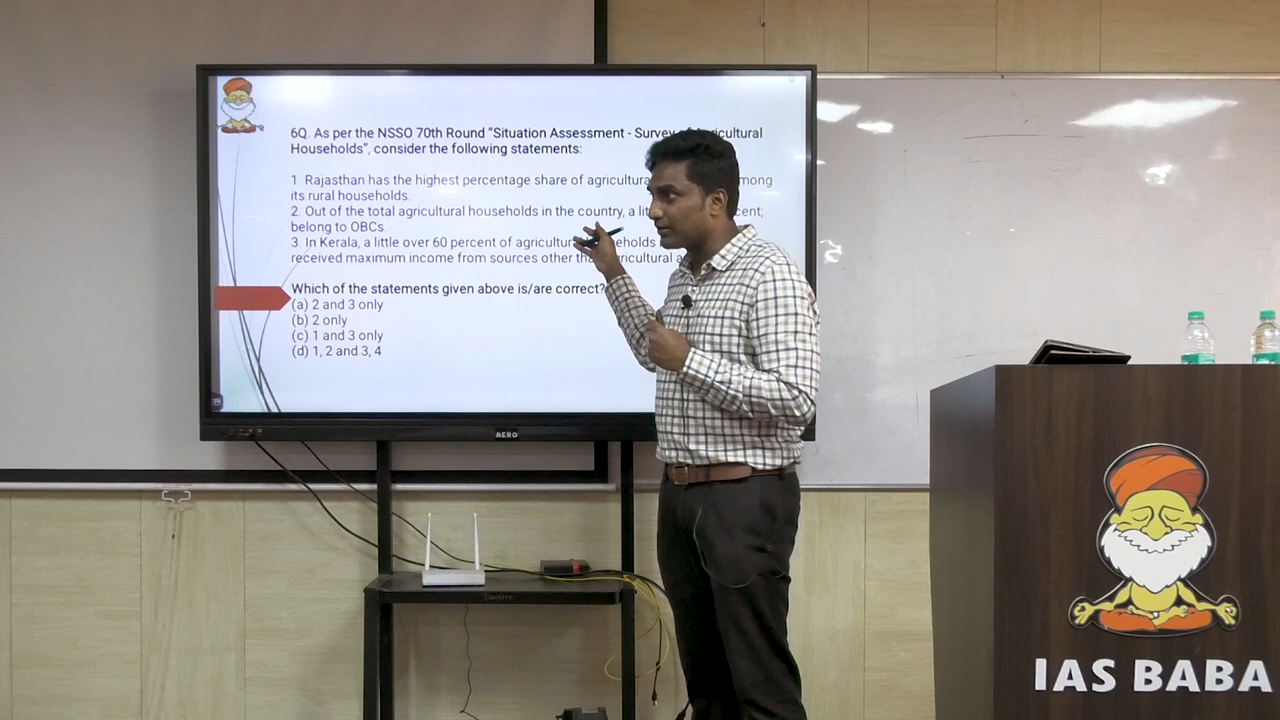 6Q. As per the NSSO 70th Round "Situation Assessment - Survey Agricultural
Households", consider the following statements:
1. Rajasthan has the highest percentage share of among
its rural households.
2. Out of the total agricultural households in the country, a
belong to OBCs.
3. In Kerala, a little over 60 percent of
received maximum income from sources other
Which of the statements given above is/are correct?
(a) 2 and 3 only
(b) 2 only
(c) 1 and 3 only
(d) 1, 2 and 3, 4
AERO
IAS BABA